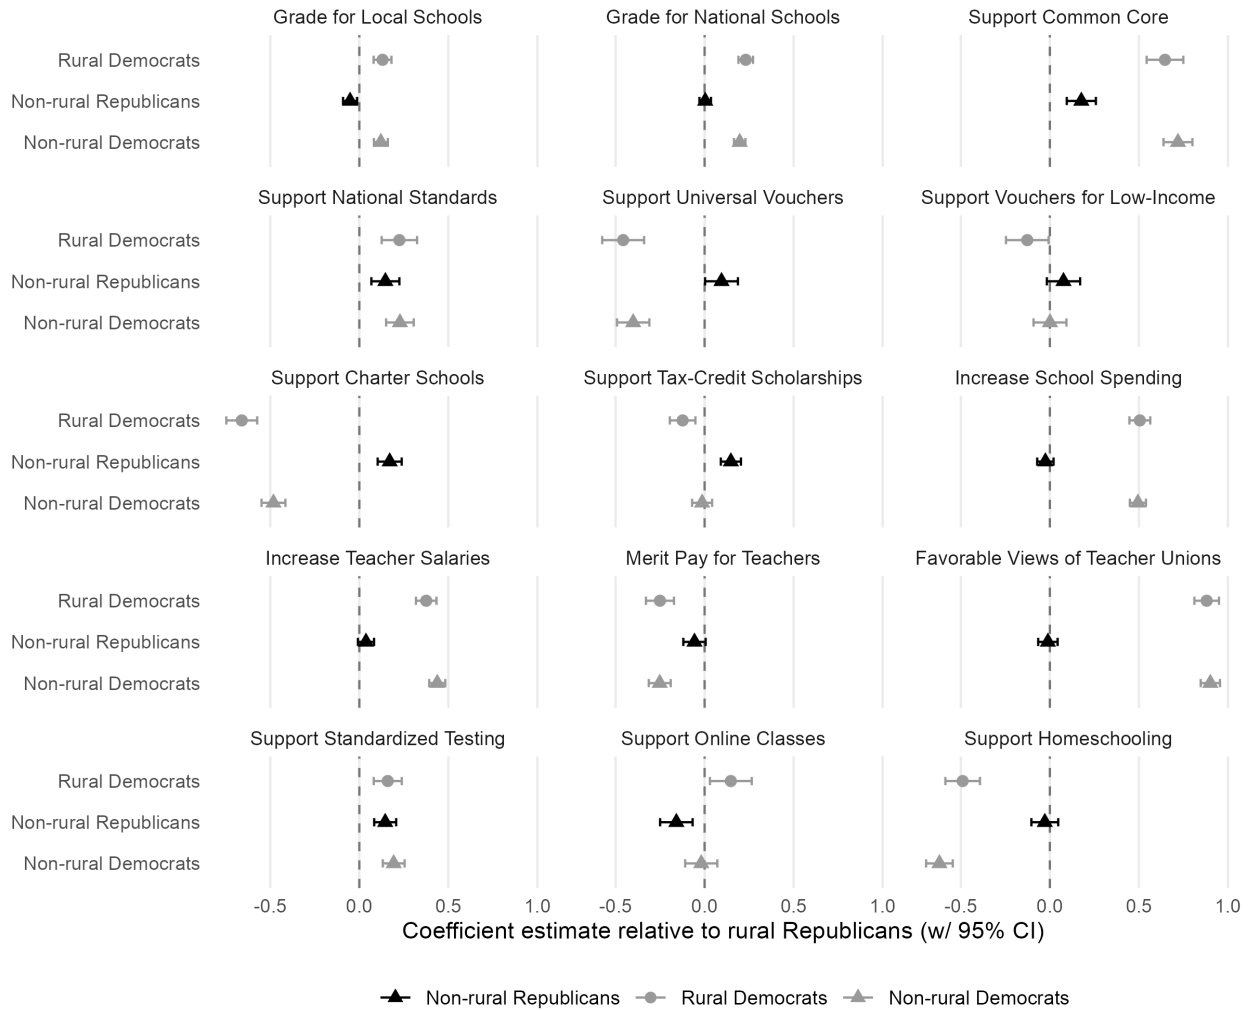 Grade for Local Schools Grade for National Schools Support Common Core
Rural Democrats
Non-rural Republicans
Non-rural Democrats
Support National Standards Support Universal Vouchers Support Vouchers for Low-Income
Rural Democrats
Non-rural Republicans
Non-rural Democrats
Support Charter Schools Support Tax-Credit Scholarships Increase School Spending
Rural Democrats
Non-rural Republicans
Non-rural Democrats
Increase Teacher Salaries Merit Pay for Teachers Favorable Views of Teacher Unions
Rural Democrats
Non-rural Republicans
Non-rural Democrats
Support Standardized Testing Support Online Classes Support Homeschooling
Rural Democrats
Non-rural Republicans
Non-rural Democrats
-0.5 0.0 0.5 1.0 -0.5 0.0 0.5 1.0 -0.5 0.0 0.5 1.0
Coefficient estimate relative to rural Republicans (w/ 95% CI)
Non-rural Republicans Rural Democrats Non-rural Democrats